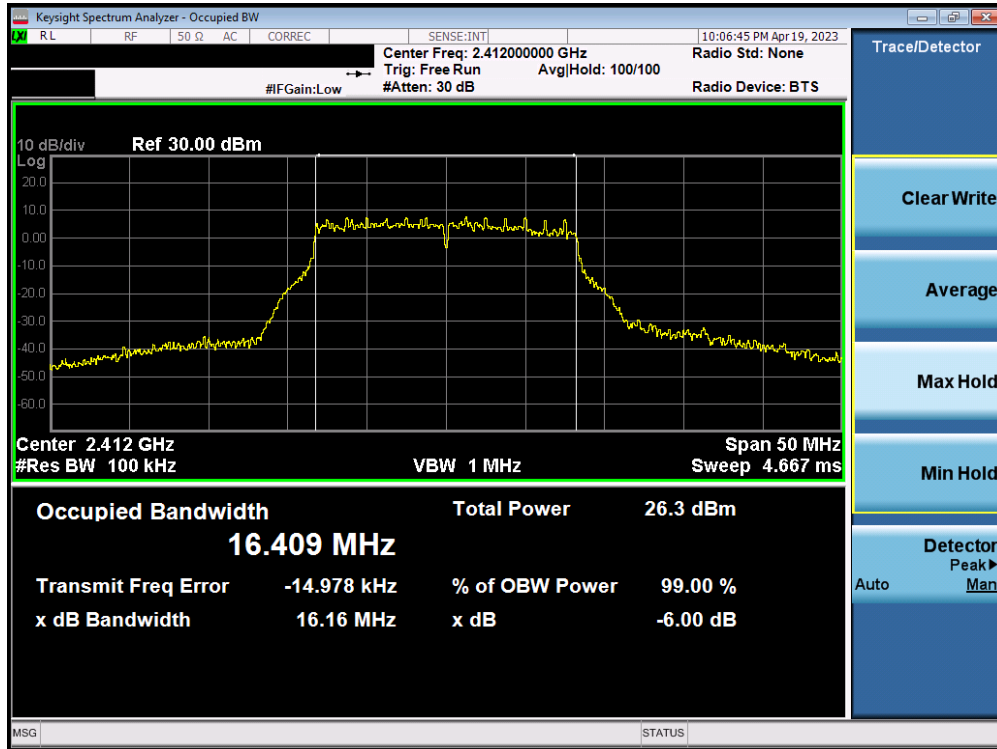 Keysight Spectrum Analyzer - Occupied BW
LXI RL RF 50 Ω AC CORREC SENSE:INT 10:06:45 PM Apr 19, 2023
Center Freq: 2.412000000 GHz Radio Std: None
Trig: Free Run Avg|Hold: 100/100
#IFGain:Low #Atten: 30 dB Radio Device: BTS
10 dB/div Ref 30.00 dBm
Log
20.0
10.0
0.00
-10.0
-20.0
-30.0
-40.0
-50.0
-60.0
Center 2.412 GHz Span 50 MHz
#Res BW 100 kHz VBW 1 MHz Sweep 4.667 ms
Occupied Bandwidth Total Power 26.3 dBm
16.409 MHz
Transmit Freq Error -14.978 kHz % of OBW Power 99.00 %
x dB Bandwidth 16.16 MHz x dB -6.00 dB
MSG STATUS
Trace/Detector
Clear Write
Average
Max Hold
Min Hold
Detector
Peak▶
Auto Man